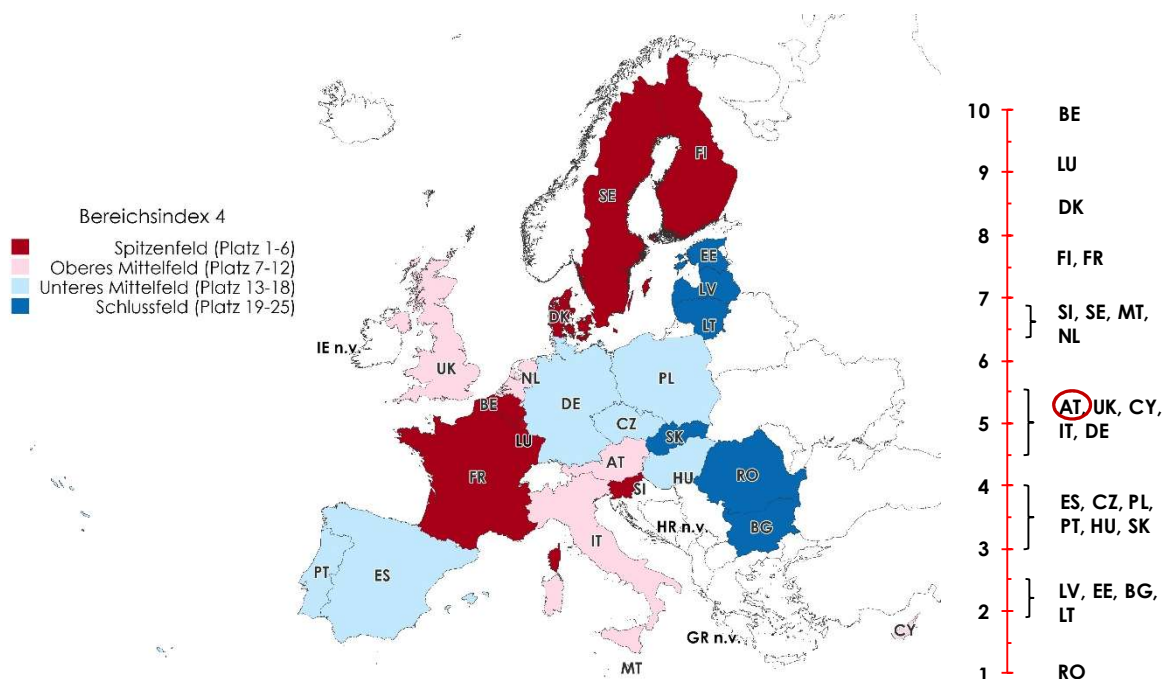 Bereichsindex 4
Spitzenfeld (Platz 1-6)
Oberes Mittelfeld (Platz 7-12)
Unteres Mittelfeld (Platz 13-18)
Schlussfeld (Platz 19-25)
FI
SE
EE
LV
LT
DK
IE n.v.
UK
NL
PL
DE
BE
CZ
LU
SK
AT
FR
HU
RO
SI
HR n.v.
BG
IT
PT
ES
GR n.v.
CY
MT
10
9
8
7
6
5
4
3
2
1
BE
LU
DK
FI, FR
SI, SE, MT,
NL
AT, UK, CY,
IT, DE
ES, CZ, PL,
PT, HU, SK
LV, EE, BG,
LT
RO